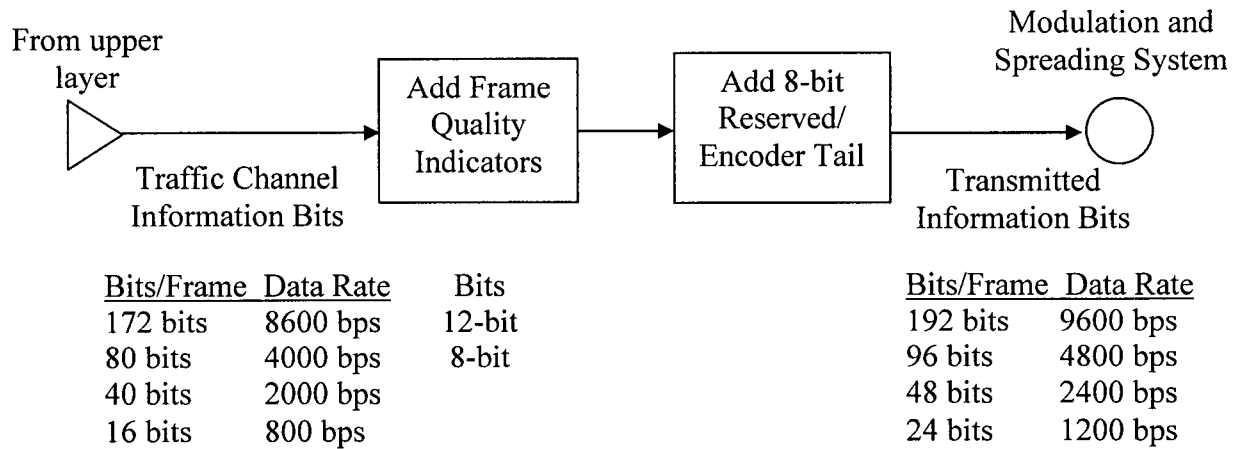 From upper
layer
Add Frame
Quality
Indicators
Add 8-bit
Reserved/
Encoder Tail
Modulation and
Spreading System
Traffic Channel
Information Bits
Transmitted
Information Bits
Bits/Frame Data Rate Bits
172 bits 8600 bps 12-bit
80 bits 4000 bps 8-bit
40 bits 2000 bps
16 bits 800 bps
Bits/Frame Data Rate
192 bits 9600 bps
96 bits 4800 bps
48 bits 2400 bps
24 bits 1200 bps